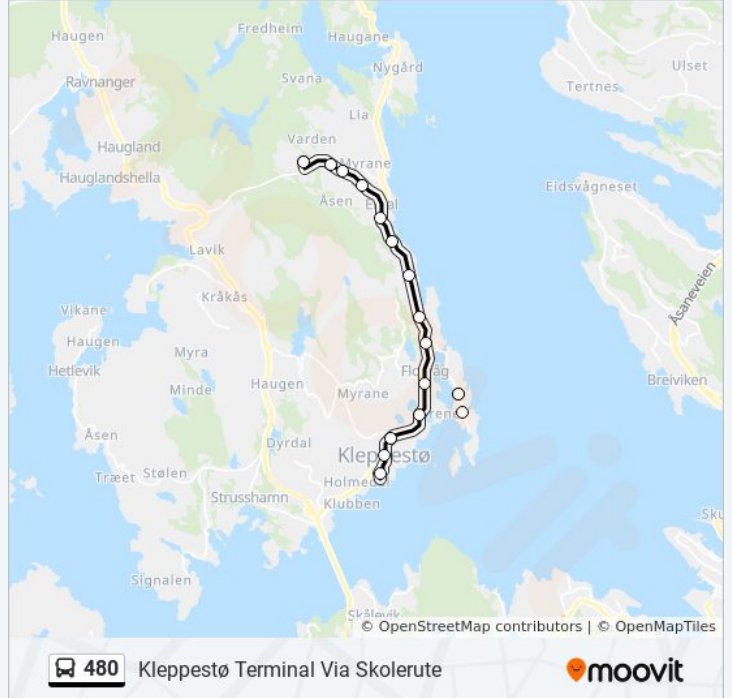 Haugen
Fredheim
Haugane
Nygård
Ulset
Ravnanger
Svana
Tertnes
Lia
Varden
Haugland
Myrane
Hauglandshella
Eidsvågneset
Åsen
Lavik
Kråkås
Åsaneveien
Vikane
Haugen
Myra
Hetlevik
Breiviken
Minde
Haugen
Myrane
Åsen
Dyrdal
Kleppestø
Træet
Stølen
Strusshamn
Klubben
Signalen
Skålevik
© OpenStreetMap contributors | © OpenMapTiles
480
Kleppestø Terminal Via Skolerute
moovit